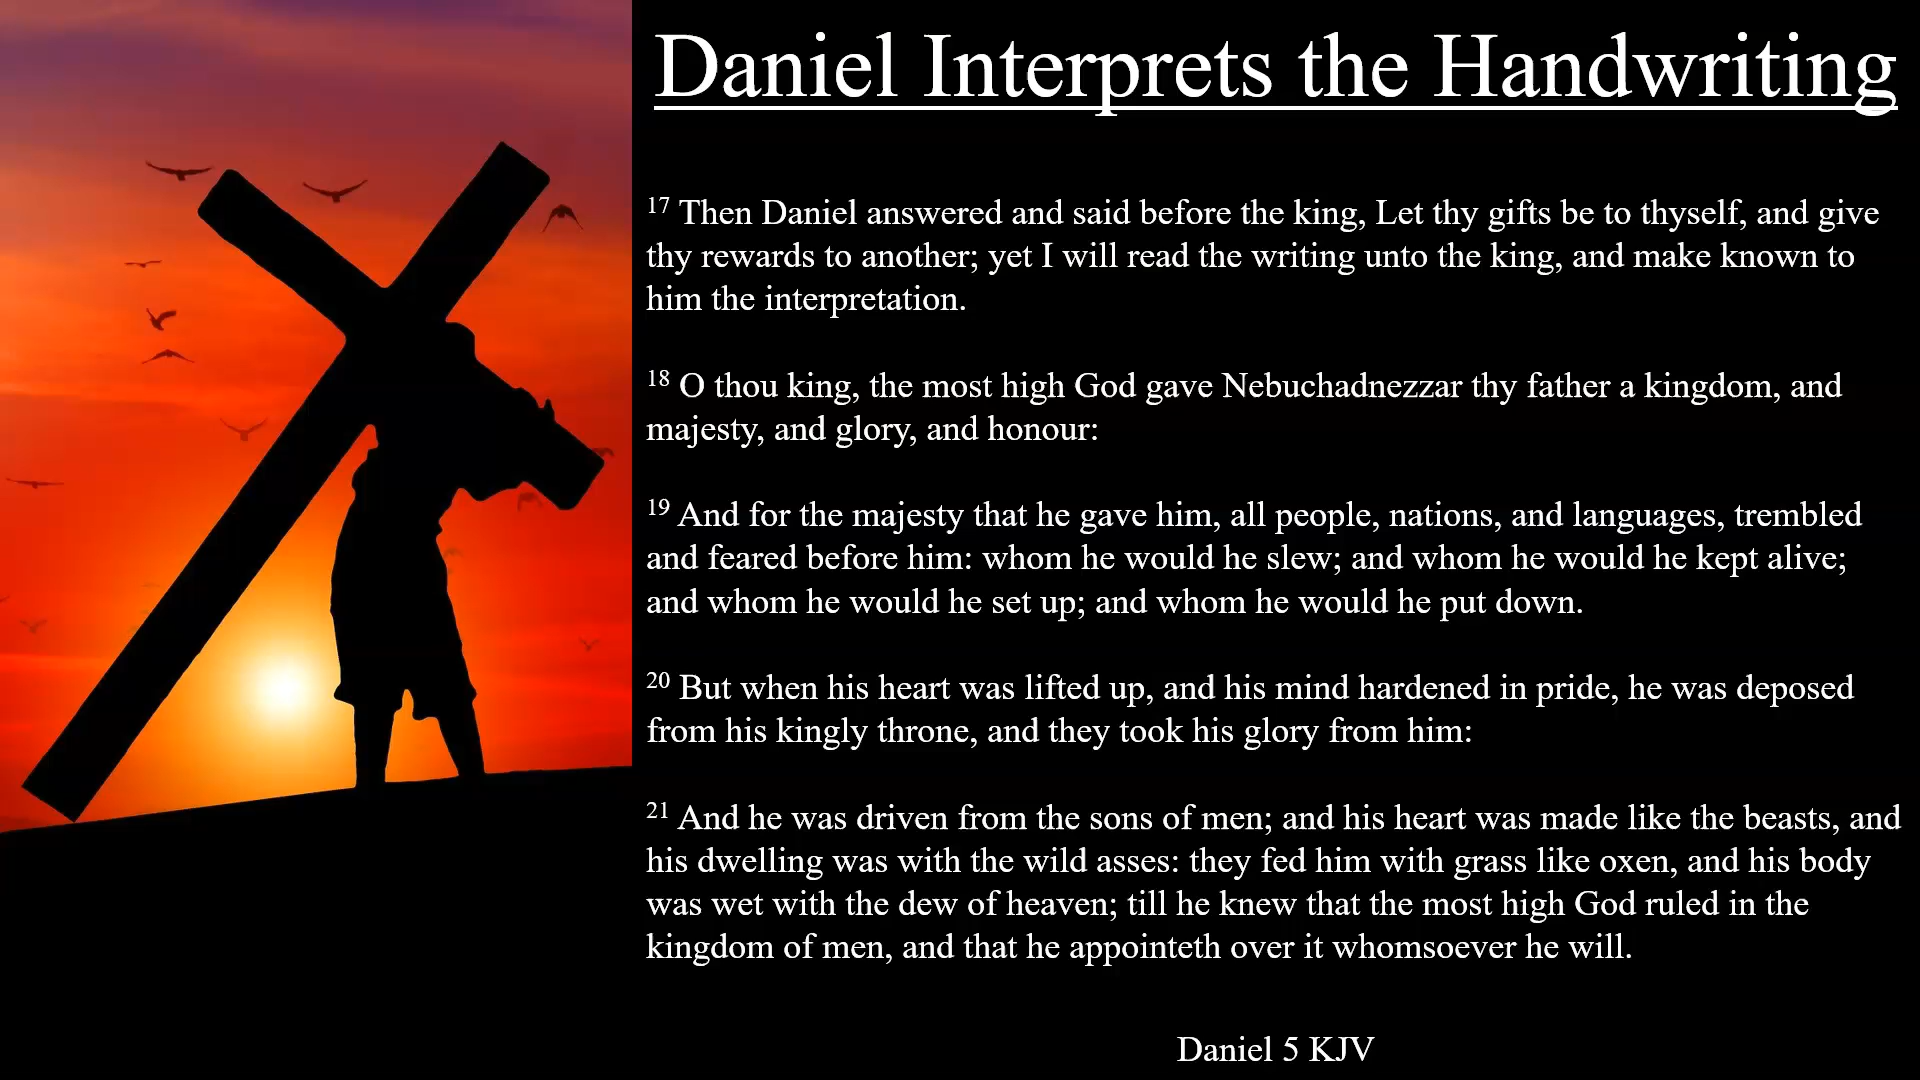 Daniel Interprets the Handwriting
17 Then Daniel answered and said before the king, Let thy gifts be to thyself, and give
thy rewards to another; yet I will read the writing unto the king, and make known to
him the interpretation.
18 O thou king, the most high God gave Nebuchadnezzar thy father a kingdom, and
majesty, and glory, and honour:
19 And for the majesty that he gave him, all people, nations, and languages, trembled
and feared before him: whom he would he slew; and whom he would he kept alive;
and whom he would he set up; and whom he would he put down.
20 But when his heart was lifted up, and his mind hardened in pride, he was deposed
from his kingly throne, and they took his glory from him:
21 And he was driven from the sons of men; and his heart was made like the beasts, and
his dwelling was with the wild asses: they fed him with grass like oxen, and his body
was wet with the dew of heaven; till he knew that the most high God ruled in the
kingdom of men, and that he appointeth over it whomsoever he will.
Daniel 5 KJV